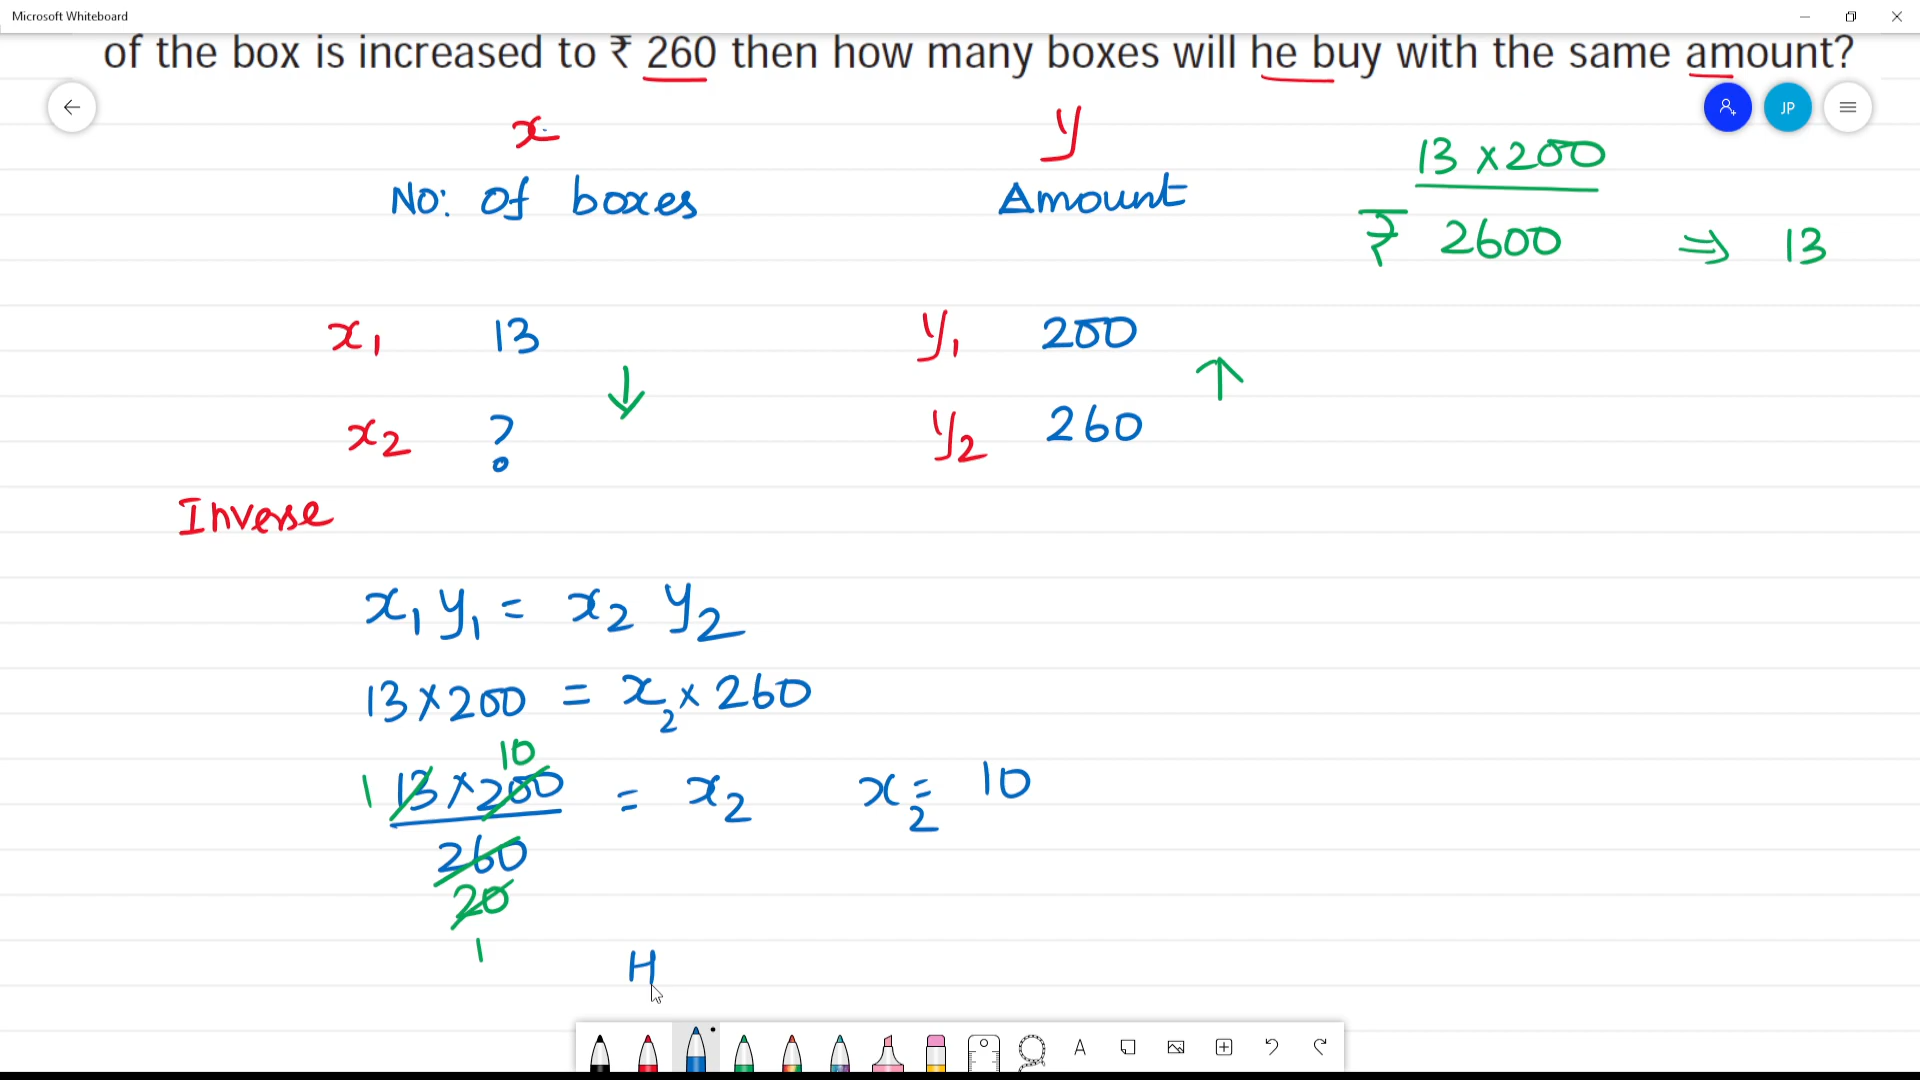 Microsoft Whiteboard
of the box is increased to ₹ 260 then how many boxes will he buy with the same amount?
JP
x y
No: of boxes Amount
13 × 200
₹ 2600 ⇒ 13
x₁ 13 ↓ y₁ 200 ↑
x₂ ? y₂ 260
Inverse
x₁ y₁ = x₂ y₂
13 × 200 = x₂ × 260
10
1 13 × 200 = x₂ x₂ = 10
260
20
1
H
A